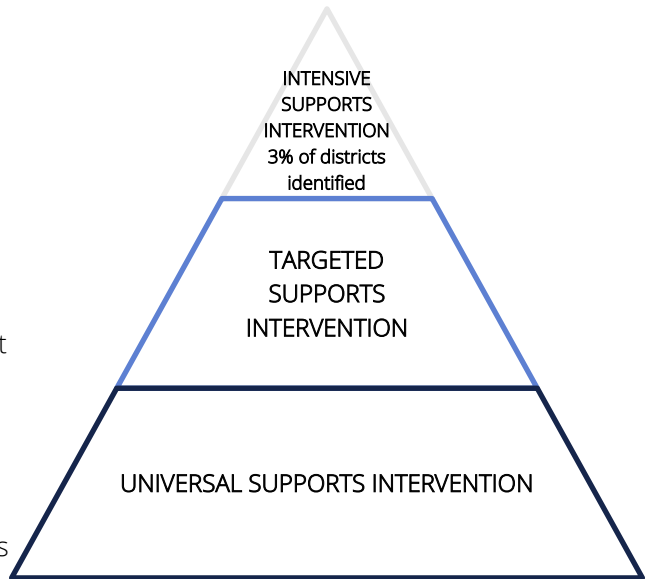 INTENSIVE
SUPPORTS
INTERVENTION
3% of districts
identified
TARGETED
SUPPORTS
INTERVENTION
t
UNIVERSAL SUPPORTS INTERVENTION
s